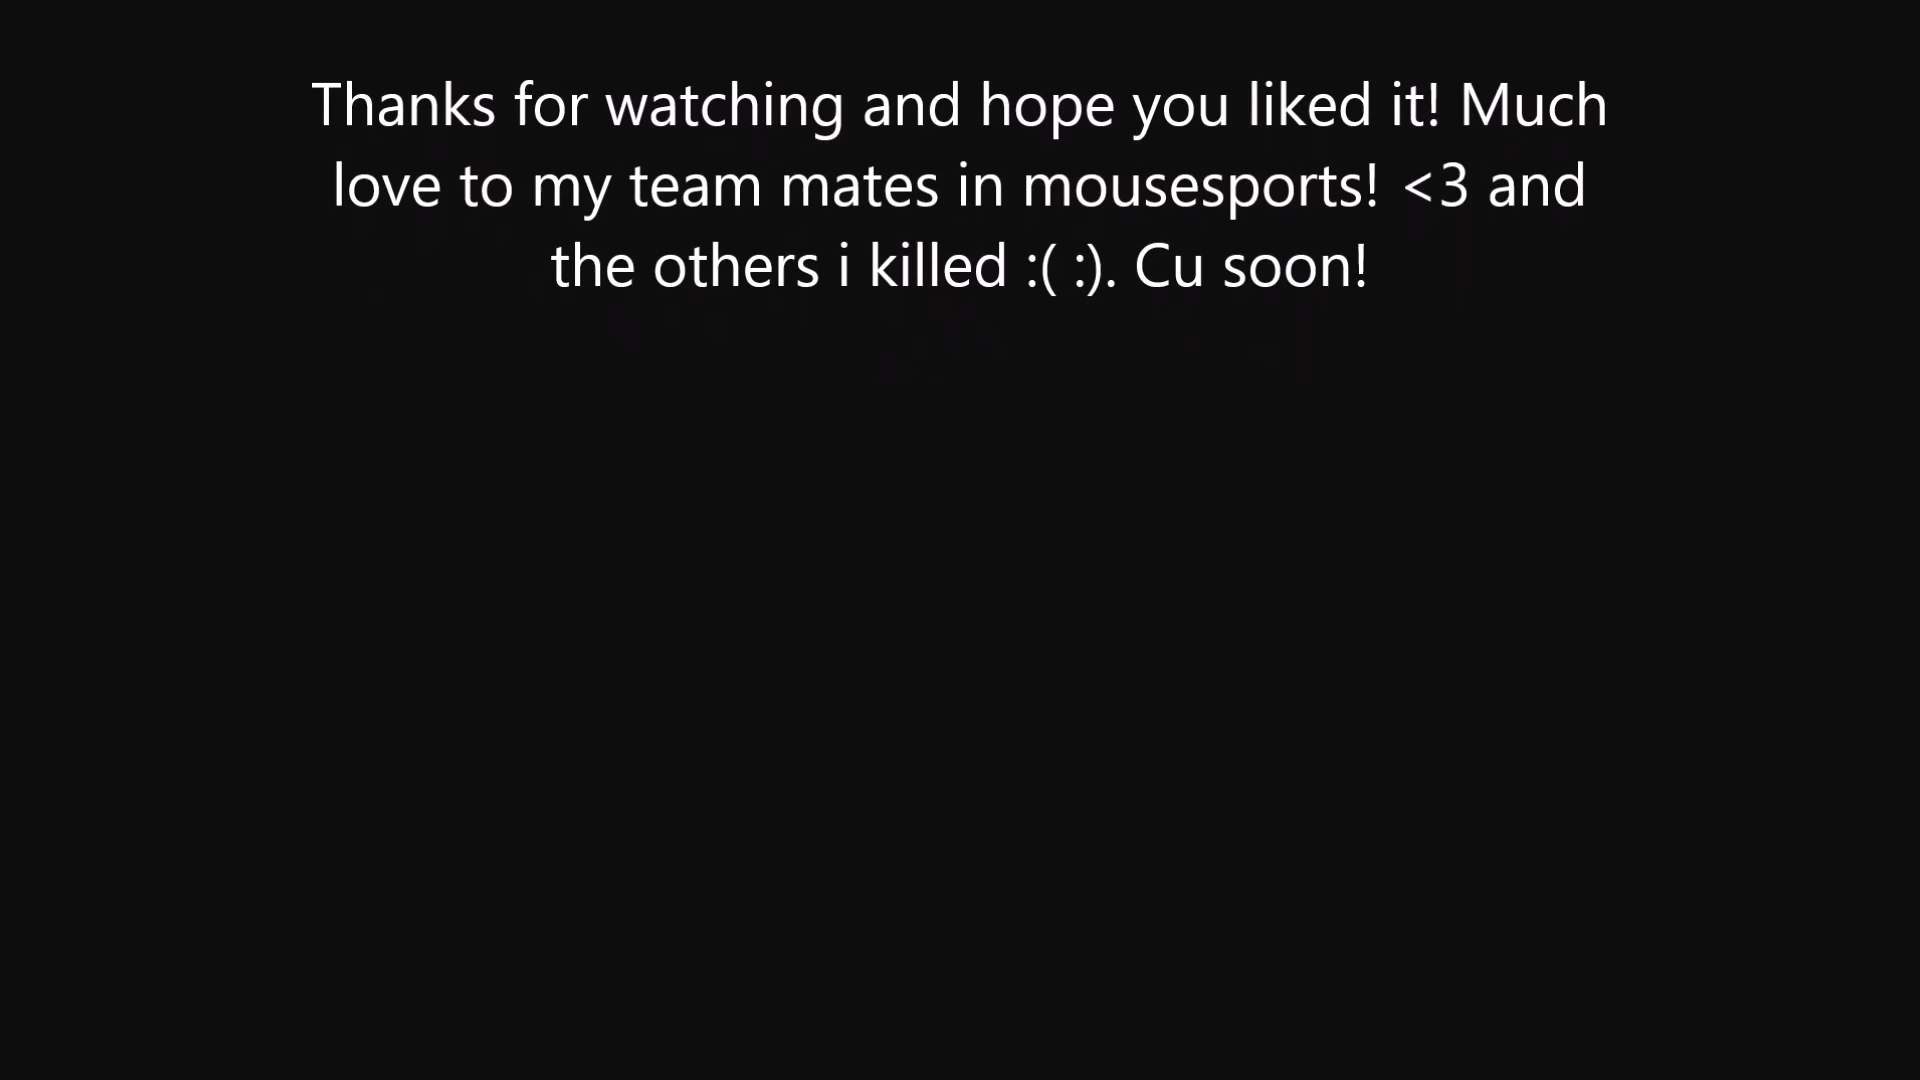 Thanks for watching and hope you liked it! Much
love to my team mates in mousesports! <3 and
the others i killed :( :). Cu soon!